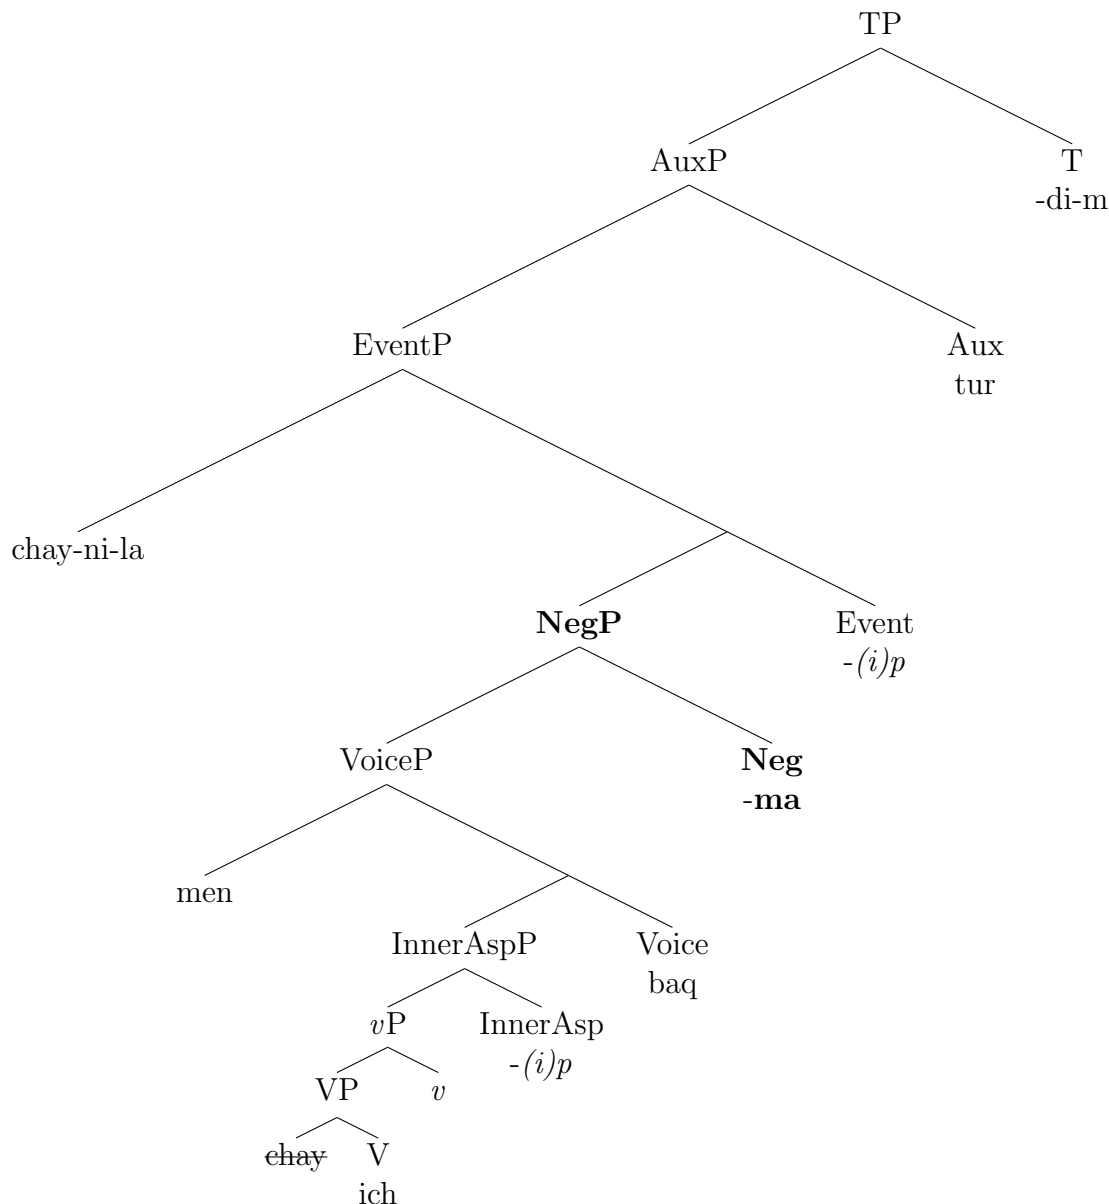 TP
AuxP T
-di-m
EventP Aux
tur
chay-ni-la
NegP Event
-(i)p
VoiceP Neg
-ma
men
InnerAspP Voice
baq
vP InnerAsp
-(i)p
VP v
chay V
ich